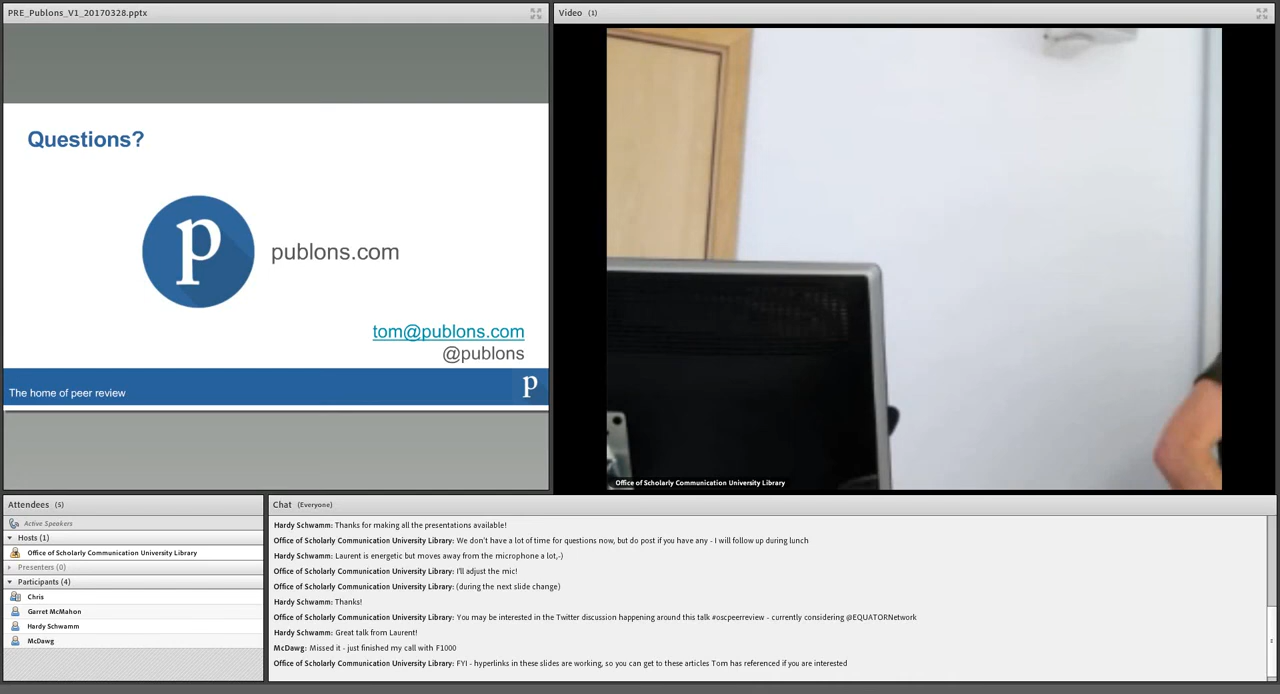 PRE_Publons_V1_20170328.pptx
Video (1)
Questions?
p
publons.com
tom@publons.com
@publons
The home of peer review
p
Office of Scholarly Communication University Library
Attendees (5)
Active Speakers
Hosts (1)
Office of Scholarly Communication University Library
Presenters (0)
Participants (4)
Chris
Garret McMahon
Hardy Schwamm
McDawg
Chat (Everyone)
Hardy Schwamm: Thanks for making all the presentations available!
Office of Scholarly Communication University Library: We don't have a lot of time for questions now, but do post if you have any - I will follow up during lunch
Hardy Schwamm: Laurent is energetic but moves away from the microphone a lot,-)
Office of Scholarly Communication University Library: I'll adjust the mic!
Office of Scholarly Communication University Library: (during the next slide change)
Hardy Schwamm: Thanks!
Office of Scholarly Communication University Library: You may be interested in the Twitter discussion happening around this talk #oscpeerreview - currently considering @EQUATORNetwork
Hardy Schwamm: Great talk from Laurent!
McDawg: Missed it - just finished my call with F1000
Office of Scholarly Communication University Library: FYI - hyperlinks in these slides are working, so you can get to these articles Tom has referenced if you are interested